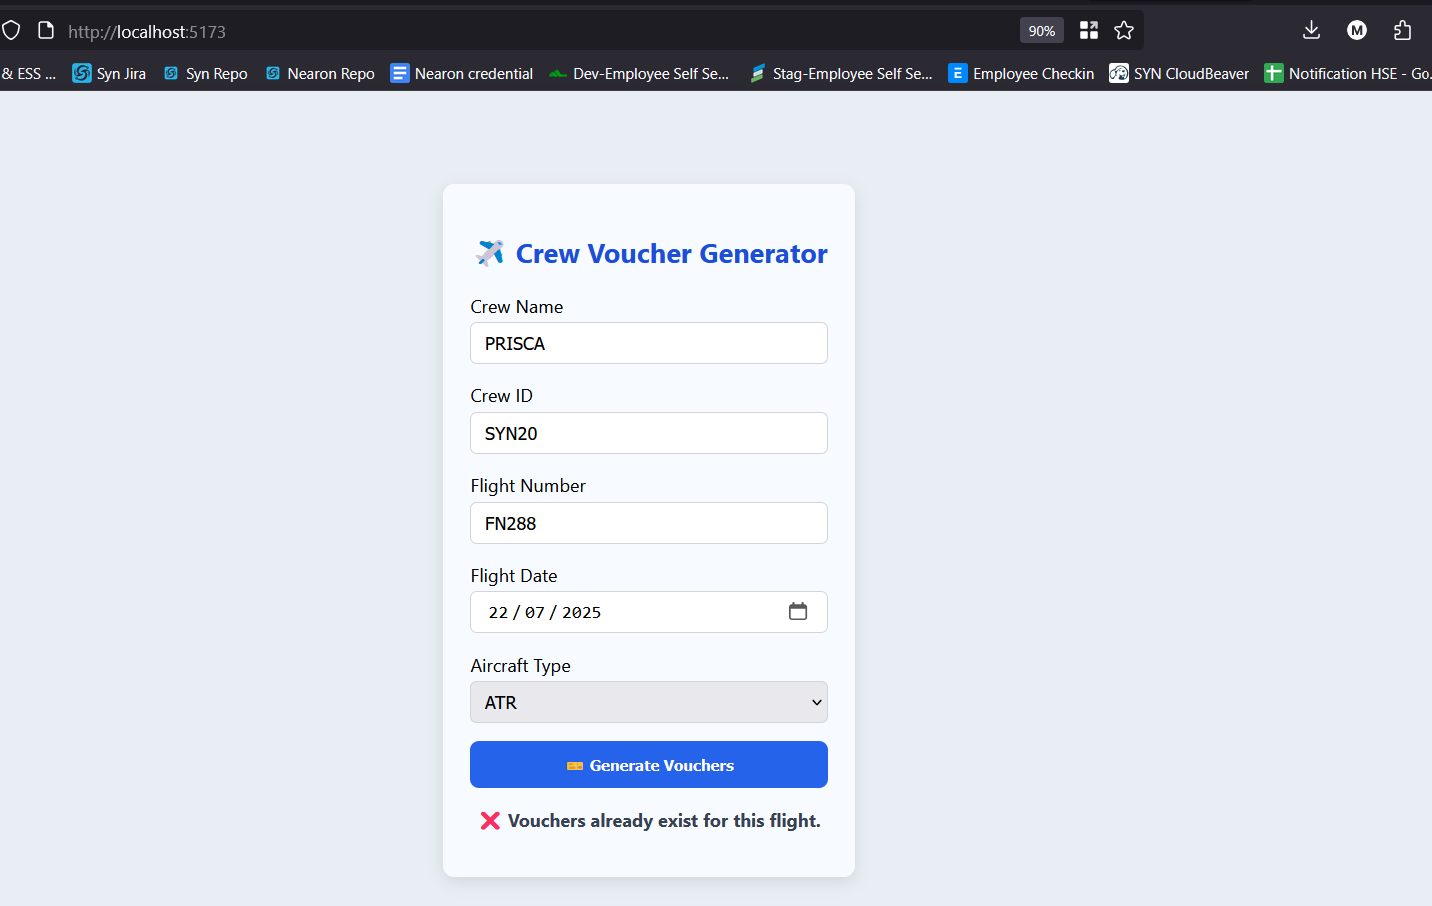 http://localhost:5173
90%
M
& ESS ...
Syn Jira
Syn Repo
Nearon Repo
Nearon credential
Dev-Employee Self Se...
Stag-Employee Self Se...
E
Employee Checkin
SYN CloudBeaver
Notification HSE - Go.
Crew Voucher Generator
Crew Name
PRISCA
Crew ID
SYN20
Flight Number
FN288
Flight Date
22 / 07 / 2025
Aircraft Type
ATR
Generate Vouchers
❌ Vouchers already exist for this flight.